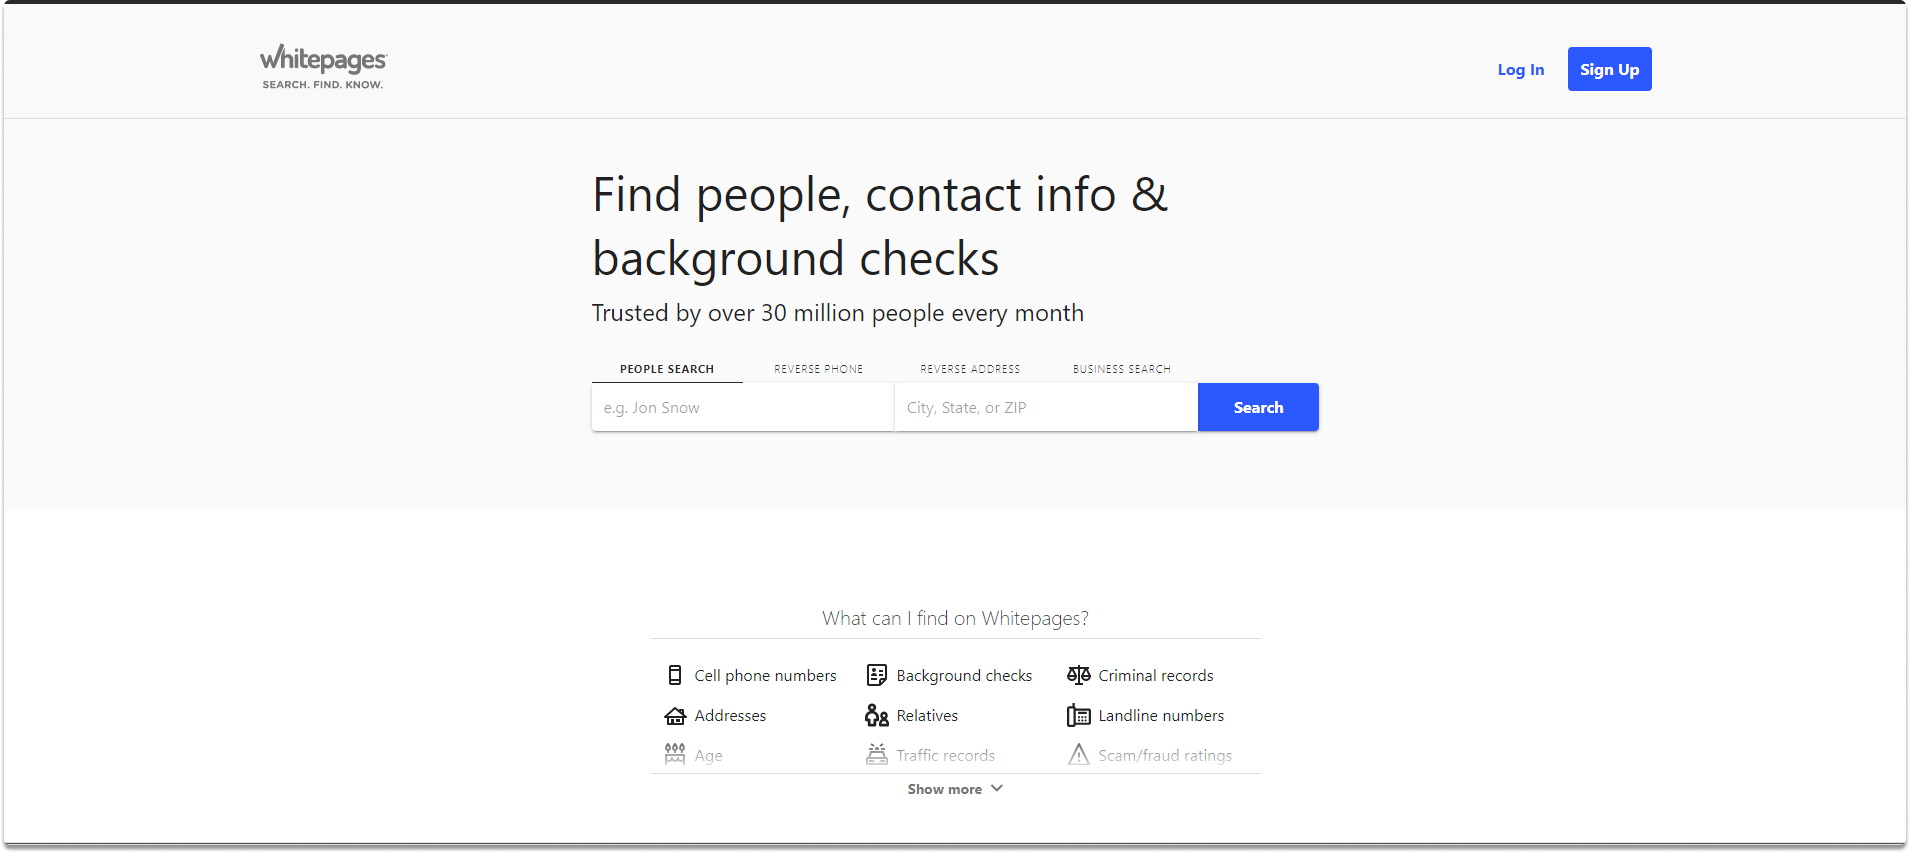 whitepages
SEARCH. FIND. KNOW.
Log In
Sign Up
Find people, contact info &
background checks
Trusted by over 30 million people every month
PEOPLE SEARCH
REVERSE PHONE
REVERSE ADDRESS
BUSINESS SEARCH
e.g. Jon Snow
City, State, or ZIP
Search
What can I find on Whitepages?
Cell phone numbers
Background checks
Criminal records
Addresses
Relatives
Landline numbers
Age
Traffic records
Scam/fraud ratings
Show more